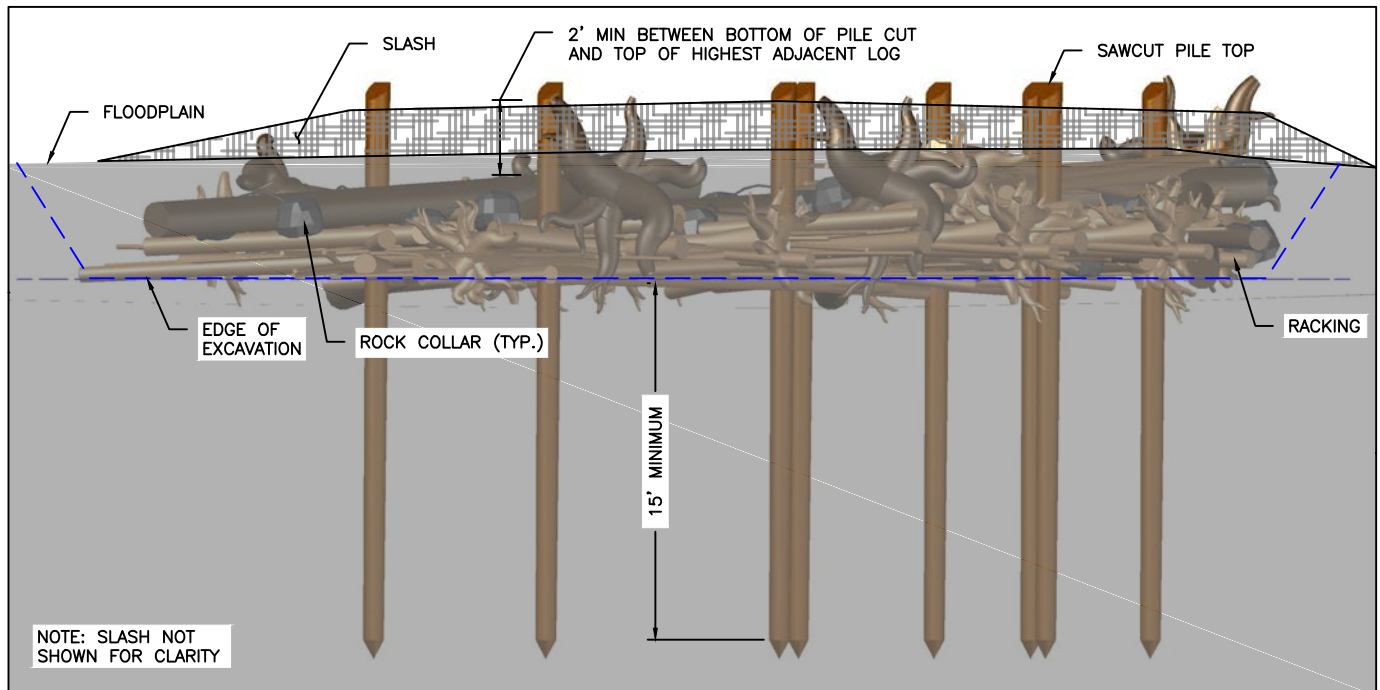 SLASH
2' MIN BETWEEN BOTTOM OF PILE CUT
AND TOP OF HIGHEST ADJACENT LOG
SAWCUT PILE TOP
FLOODPLAIN
EDGE OF
EXCAVATION
ROCK COLLAR (TYP.)
RACKING
15' MINIMUM
NOTE: SLASH NOT
SHOWN FOR CLARITY